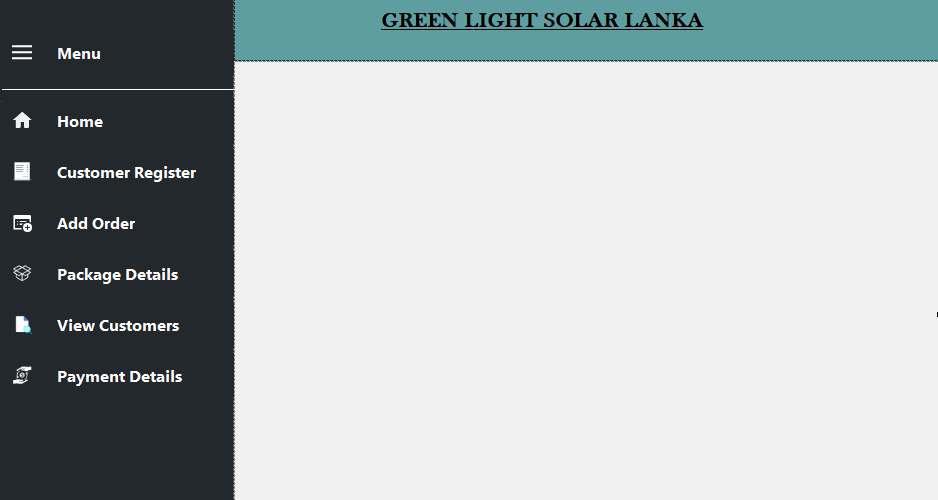 GREEN LIGHT SOLAR LANKA
Menu
Home
Customer Register
Add Order
Package Details
View Customers
Payment Details